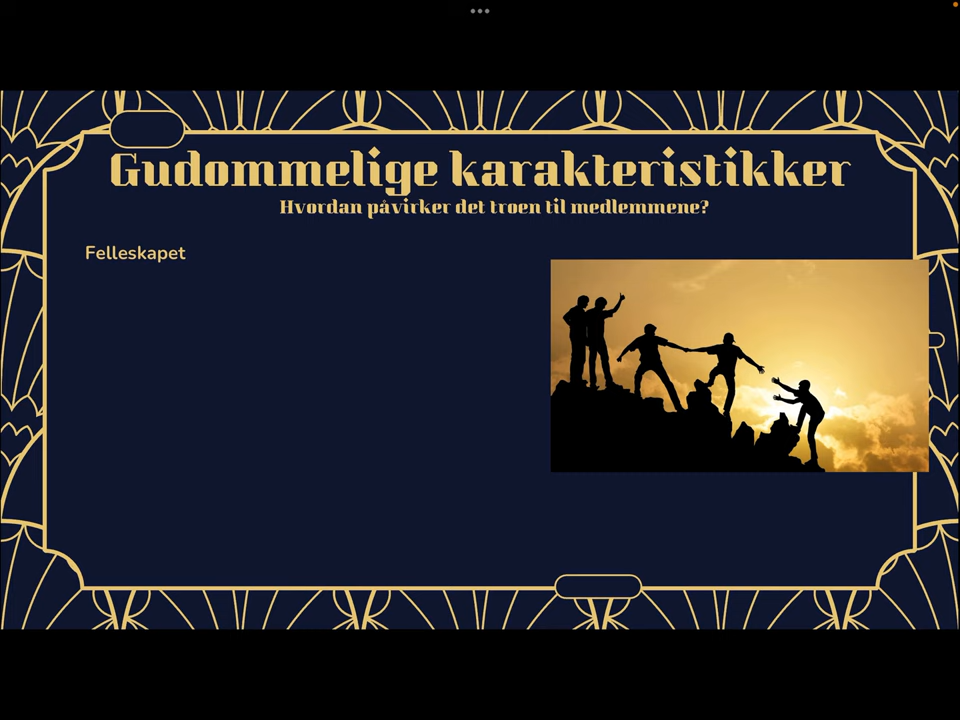 Gudommelige karakteristikker
Hvordan påvirker det troen til medlemmene?
Felleskapet